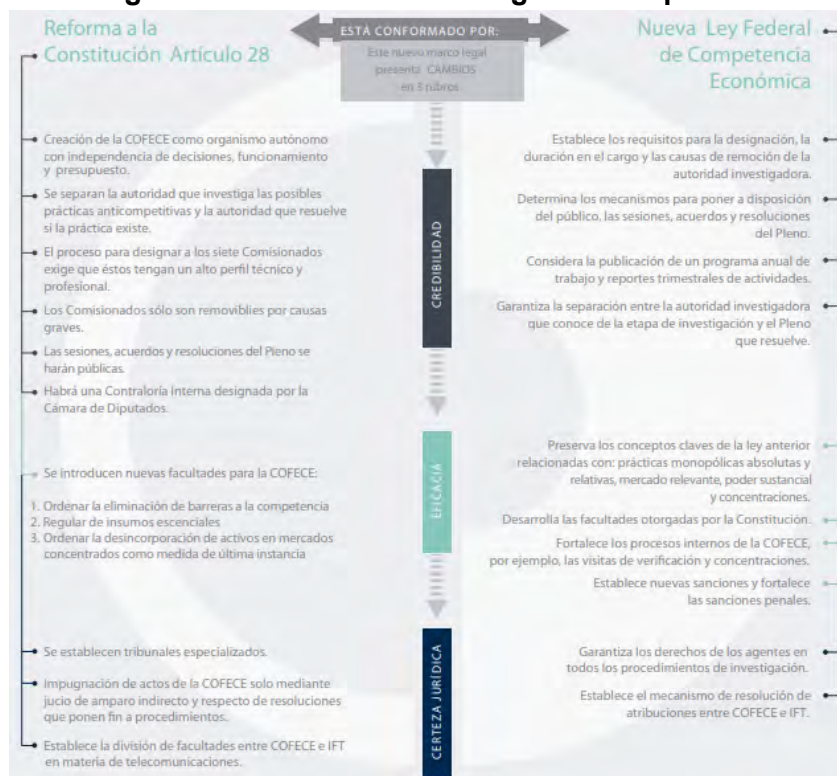 Reforma a la
Constitución Artículo 28
ESTÁ CONFORMADO POR:
Este nuevo marco legal
presenta CAMBIOS
en 3 rubros
Nueva Ley Federal
de Competencia
Económica
Creación de la COFECE como organismo autónomo
con independencia de decisiones, funcionamiento
y presupuesto.
Se separan la autoridad que investiga las posibles
prácticas anticompetitivas y la autoridad que resuelve
si la práctica existe.
El proceso para designar a los siete Comisionados
exige que éstos tengan un alto perfil técnico y
profesional.
Los Comisionados sólo son removiblies por causas
graves.
Las sesiones, acuerdos y resoluciones del Pleno se
harán públicas.
Habrá una Contraloría Interna designada por la
Cámara de Diputados.
CREDIBILIDAD
Establece los requisitos para la designación, la
duración en el cargo y las causas de remoción de la
autoridad investigadora.
Determina los mecanismos para poner a disposición
del público, las sesiones, acuerdos y resoluciones
del Pleno.
Considera la publicación de un programa anual de
trabajo y reportes trimestrales de actividades.
Garantiza la separación entre la autoridad investigadora
que conoce de la etapa de investigación y el Pleno
que resuelve.
Se introducen nuevas facultades para la COFECE:
1. Ordenar la eliminación de barreras a la competencia
2. Regular de insumos escenciales
3. Ordenar la desincorporación de activos en mercados
concentrados como medida de última instancia
EFICACIA
Preserva los conceptos claves de la ley anterior
relacionadas con: prácticas monopólicas absolutas y
relativas, mercado relevante, poder sustancial
y concentraciones.
Desarrolla las facultades otorgadas por la Constitución.
Fortalece los procesos internos de la COFECE,
por ejemplo, las visitas de verificación y concentraciones.
Establece nuevas sanciones y fortalece
las sanciones penales.
Se establecen tribunales especializados.
Impugnación de actos de la COFECE solo mediante
jucio de amparo indirecto y respecto de resoluciones
que ponen fin a procedimientos.
Establece la división de facultades entre COFECE e IFT
en materia de telecomunicaciones.
CERTEZA JURÍDICA
Garantiza los derechos de los agentes en
todos los procedimientos de investigación.
Establece el mecanismo de resolución de
atribuciones entre COFECE e IFT.